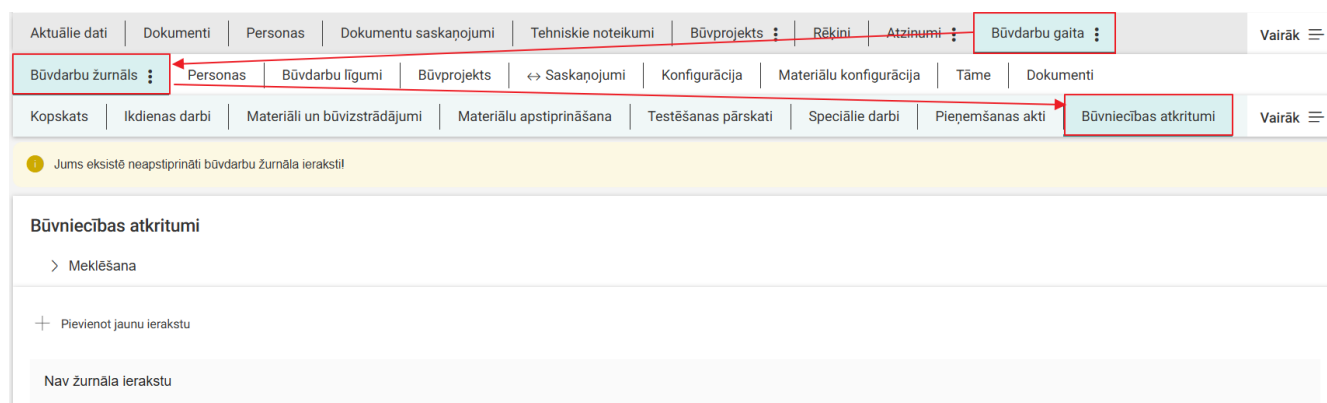 Aktuālie dati Dokumenti Personas Dokumentu saskaņojumi Tehniskie noteikumi Būvprojekts Rēķini Atzinumi Būvdarbu gaita Vairāk
Būvdarbu žurnāls Personas Būvdarbu līgumi Būvprojekts ↔ Saskaņojumi Konfigurācija Materiālu konfigurācija Tāme Dokumenti
Kopskats Ikdienas darbi Materiāli un būvizstrādājumi Materiālu apstiprināšana Testēšanas pārskati Speciālie darbi Pieņemšanas akti Būvniecības atkritumi Vairāk
Jums eksistē neapstiprināti būvdarbu žurnāla ieraksti!
Būvniecības atkritumi
Meklēšana
Pievienot jaunu ierakstu
Nav žurnāla ierakstu